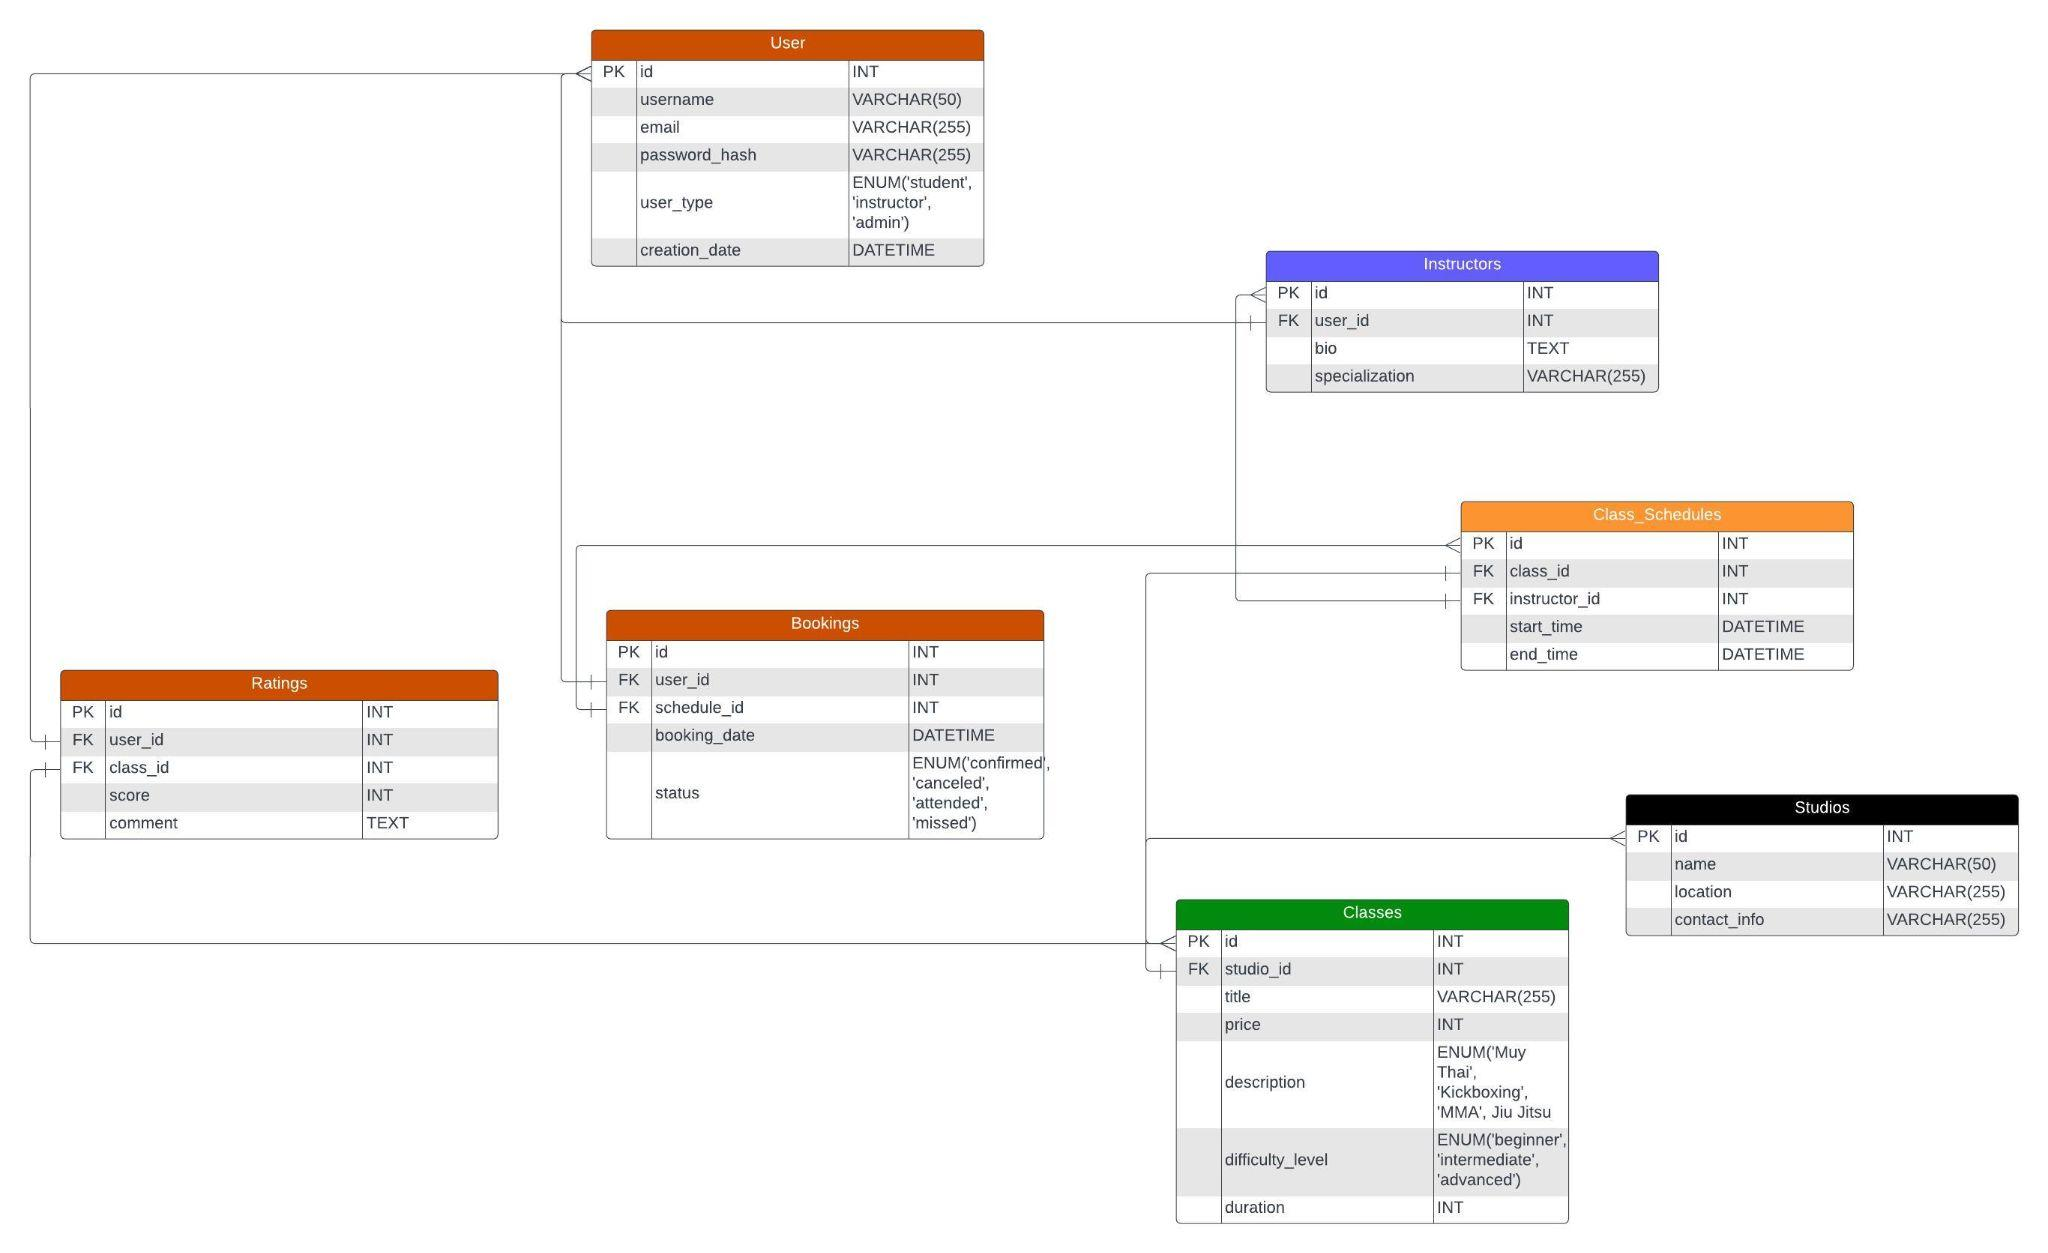 User
PK id INT
username VARCHAR(50)
email VARCHAR(255)
password_hash VARCHAR(255)
user_type ENUM('student',
'instructor',
'admin')
creation_date DATETIME
Instructors
PK id INT
FK user_id INT
bio TEXT
specialization VARCHAR(255)
Class_Schedules
PK id INT
FK class_id INT
FK instructor_id INT
start_time DATETIME
end_time DATETIME
Bookings
PK id INT
FK user_id INT
FK schedule_id INT
booking_date DATETIME
status ENUM('confirmed',
'canceled',
'attended',
'missed')
Ratings
PK id INT
FK user_id INT
FK class_id INT
score INT
comment TEXT
Studios
PK id INT
name VARCHAR(50)
location VARCHAR(255)
contact_info VARCHAR(255)
Classes
PK id INT
FK studio_id INT
title VARCHAR(255)
price INT
description ENUM('Muy
Thai',
'Kickboxing',
'MMA', Jiu Jitsu
difficulty_level ENUM('beginner',
'intermediate',
'advanced')
duration INT